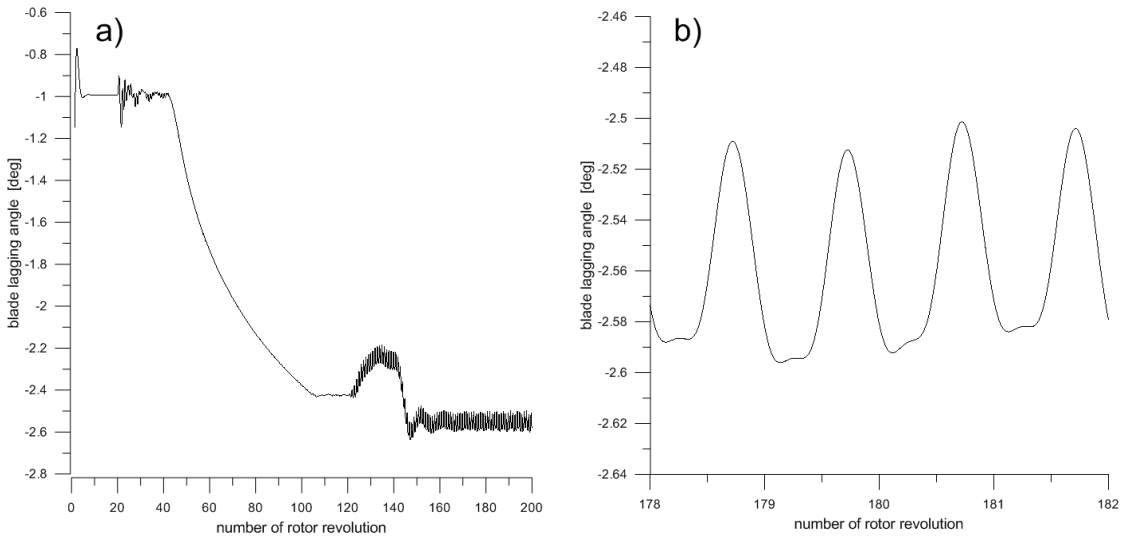 a)
-0.6
-0.8
-1
-1.2
-1.4
-1.6
-1.8
-2
-2.2
-2.4
-2.6
-2.8
blade lagging angle [deg]
0 20 40 60 80 100 120 140 160 180 200
number of rotor revolution
b)
-2.46
-2.48
-2.5
-2.52
-2.54
-2.56
-2.58
-2.6
-2.62
-2.64
blade lagging angle [deg]
178 179 180 181 182
number of rotor revolution